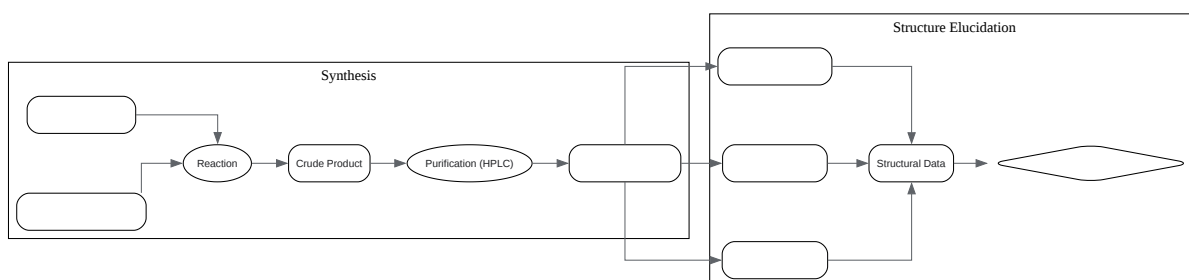 Structure Elucidation
Synthesis
Reaction
Crude Product
Purification (HPLC)
Structural Data